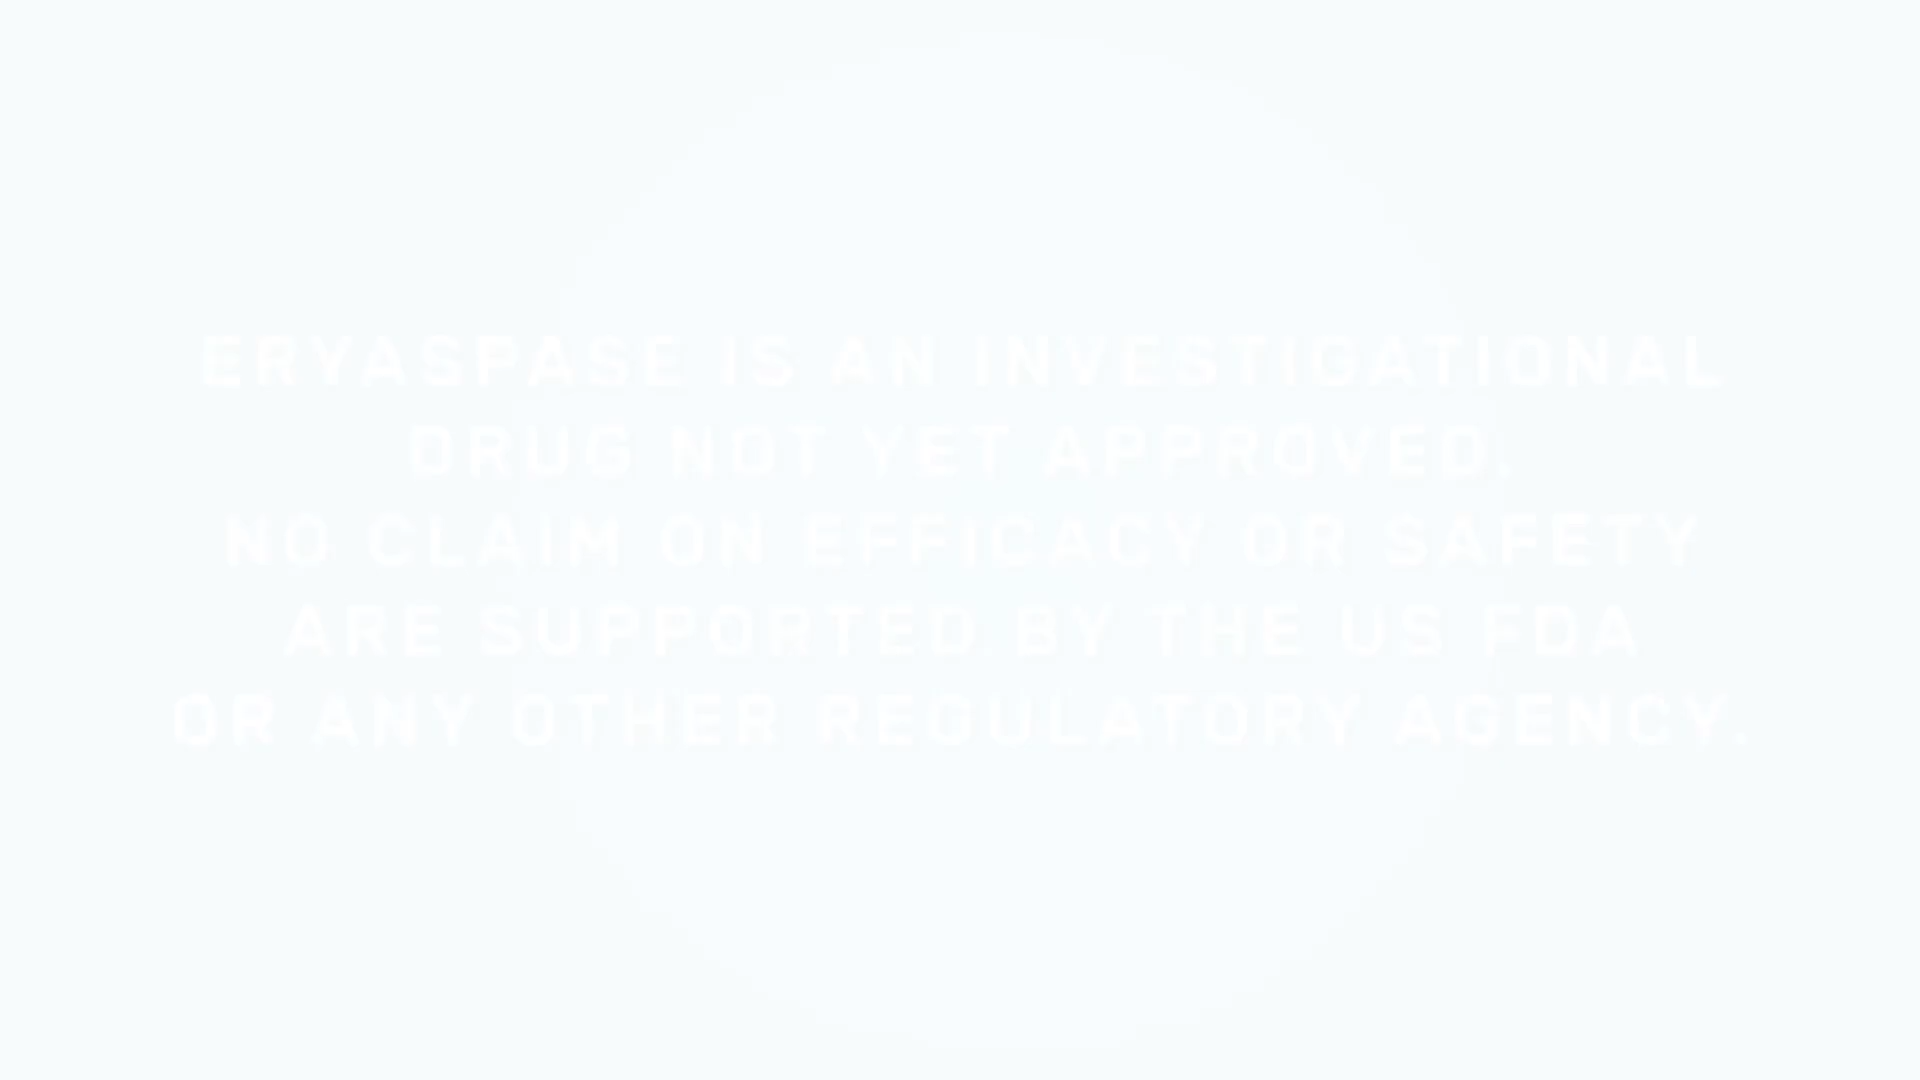 ERYASPASE IS AN INVESTIGATIONAL
DRUG NOT YET APPROVED.
NO CLAIM ON EFFICACY OR SAFETY
ARE SUPPORTED BY THE US FDA
OR ANY OTHER REGULATORY AGENCY.